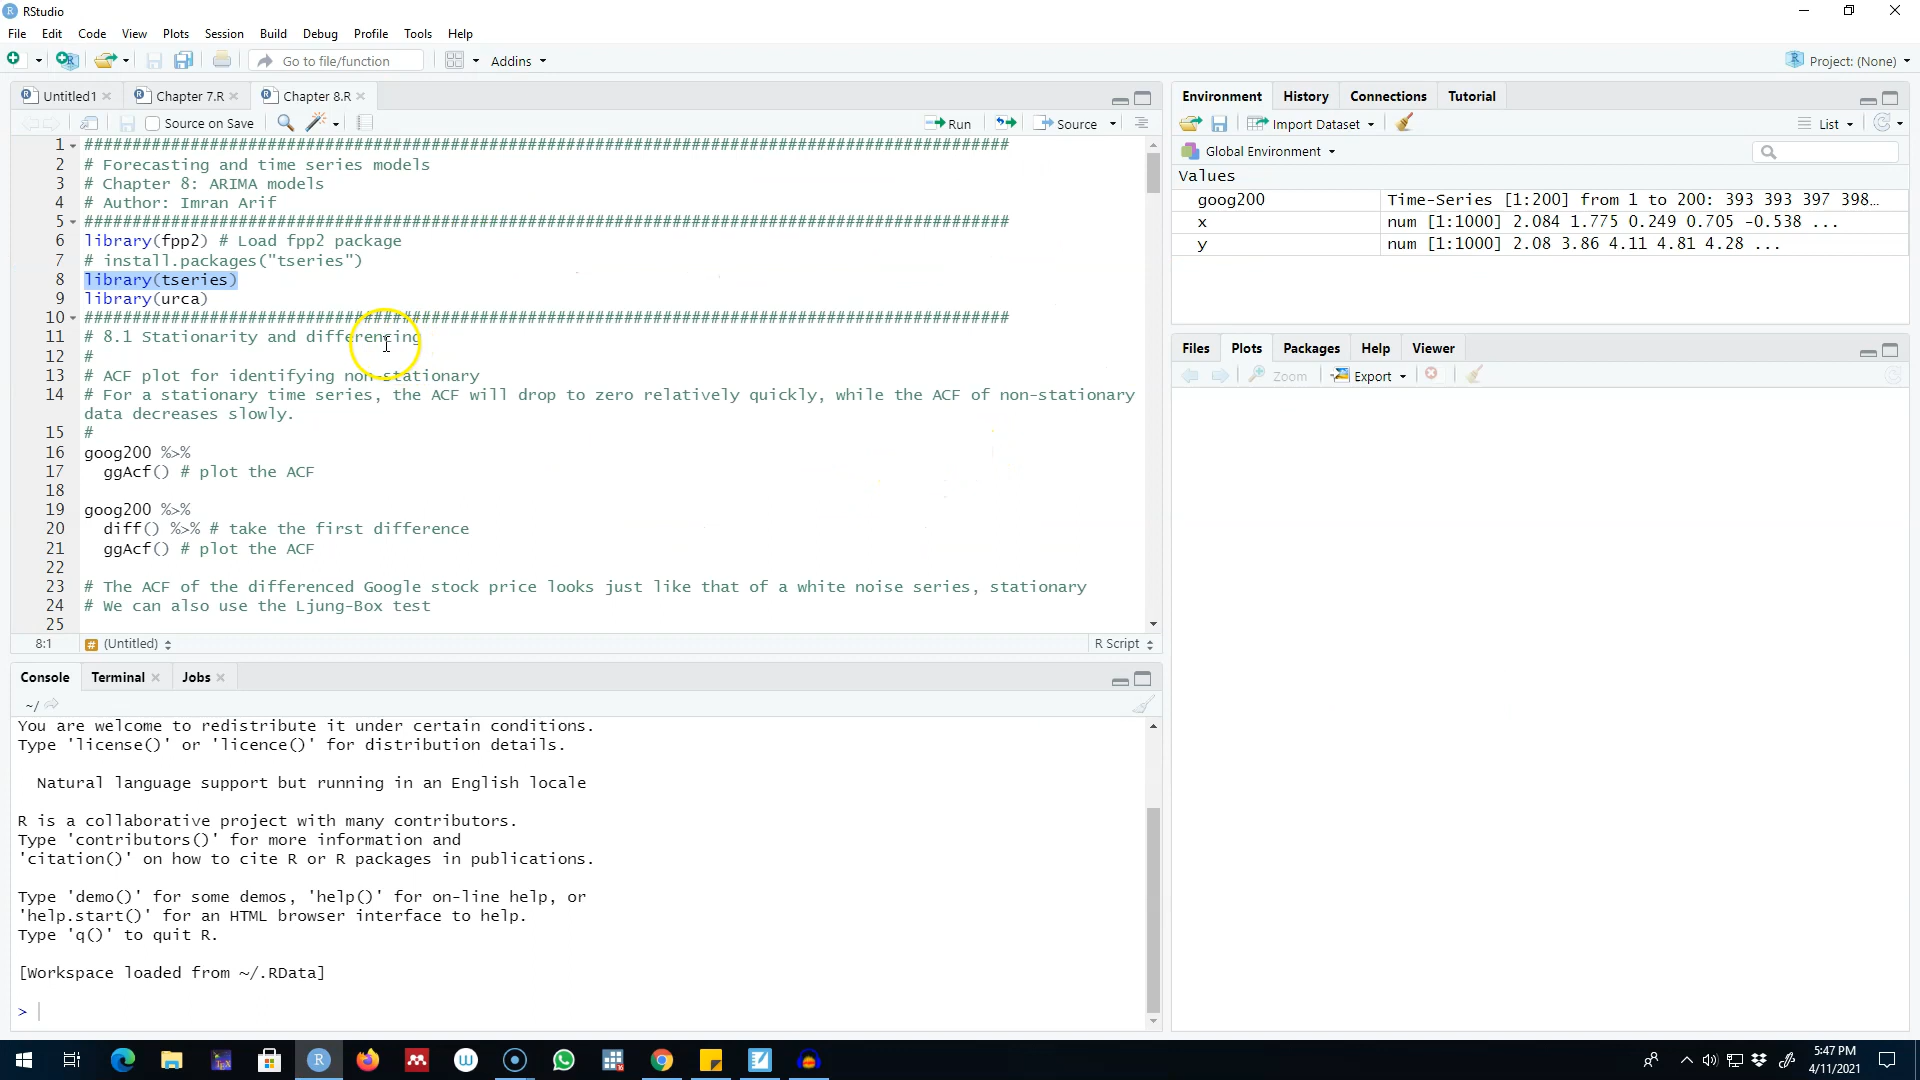 RStudio
File Edit Code View Plots Session Build Debug Profile Tools Help
Go to file/function Addins Project: (None)
Untitled1 Chapter 7.R Chapter 8.R
Source on Save Run Source
1 ################################################################################################
2 # Forecasting and time series models
3 # Chapter 8: ARIMA models
4 # Author: Imran Arif
5 ################################################################################################
6 library(fpp2) # Load fpp2 package
7 # install.packages("tseries")
8 library(tseries)
9 library(urca)
10 ################################################################################################
11 # 8.1 Stationarity and differencing
12 #
13 # ACF plot for identifying non-stationary
14 # For a stationary time series, the ACF will drop to zero relatively quickly, while the ACF of non-stationary
data decreases slowly.
15 #
16 goog200 %>%
17 ggAcf() # plot the ACF
18
19 goog200 %>%
20 diff() %>% # take the first difference
21 ggAcf() # plot the ACF
22
23 # The ACF of the differenced Google stock price looks just like that of a white noise series, stationary
24 # We can also use the Ljung-Box test
25
8:1 # (Untitled) R Script
Console Terminal Jobs
~/
You are welcome to redistribute it under certain conditions.
Type 'license()' or 'licence()' for distribution details.
Natural language support but running in an English locale
R is a collaborative project with many contributors.
Type 'contributors()' for more information and
'citation()' on how to cite R or R packages in publications.
Type 'demo()' for some demos, 'help()' for on-line help, or
'help.start()' for an HTML browser interface to help.
Type 'q()' to quit R.
[Workspace loaded from ~/.RData]
>
Environment History Connections Tutorial
Import Dataset List
Global Environment
Values
goog200 Time-Series [1:200] from 1 to 200: 393 393 397 398…
x num [1:1000] 2.084 1.775 0.249 0.705 -0.538 ...
y num [1:1000] 2.08 3.86 4.11 4.81 4.28 ...
Files Plots Packages Help Viewer
Zoom Export
5:47 PM
4/11/2021